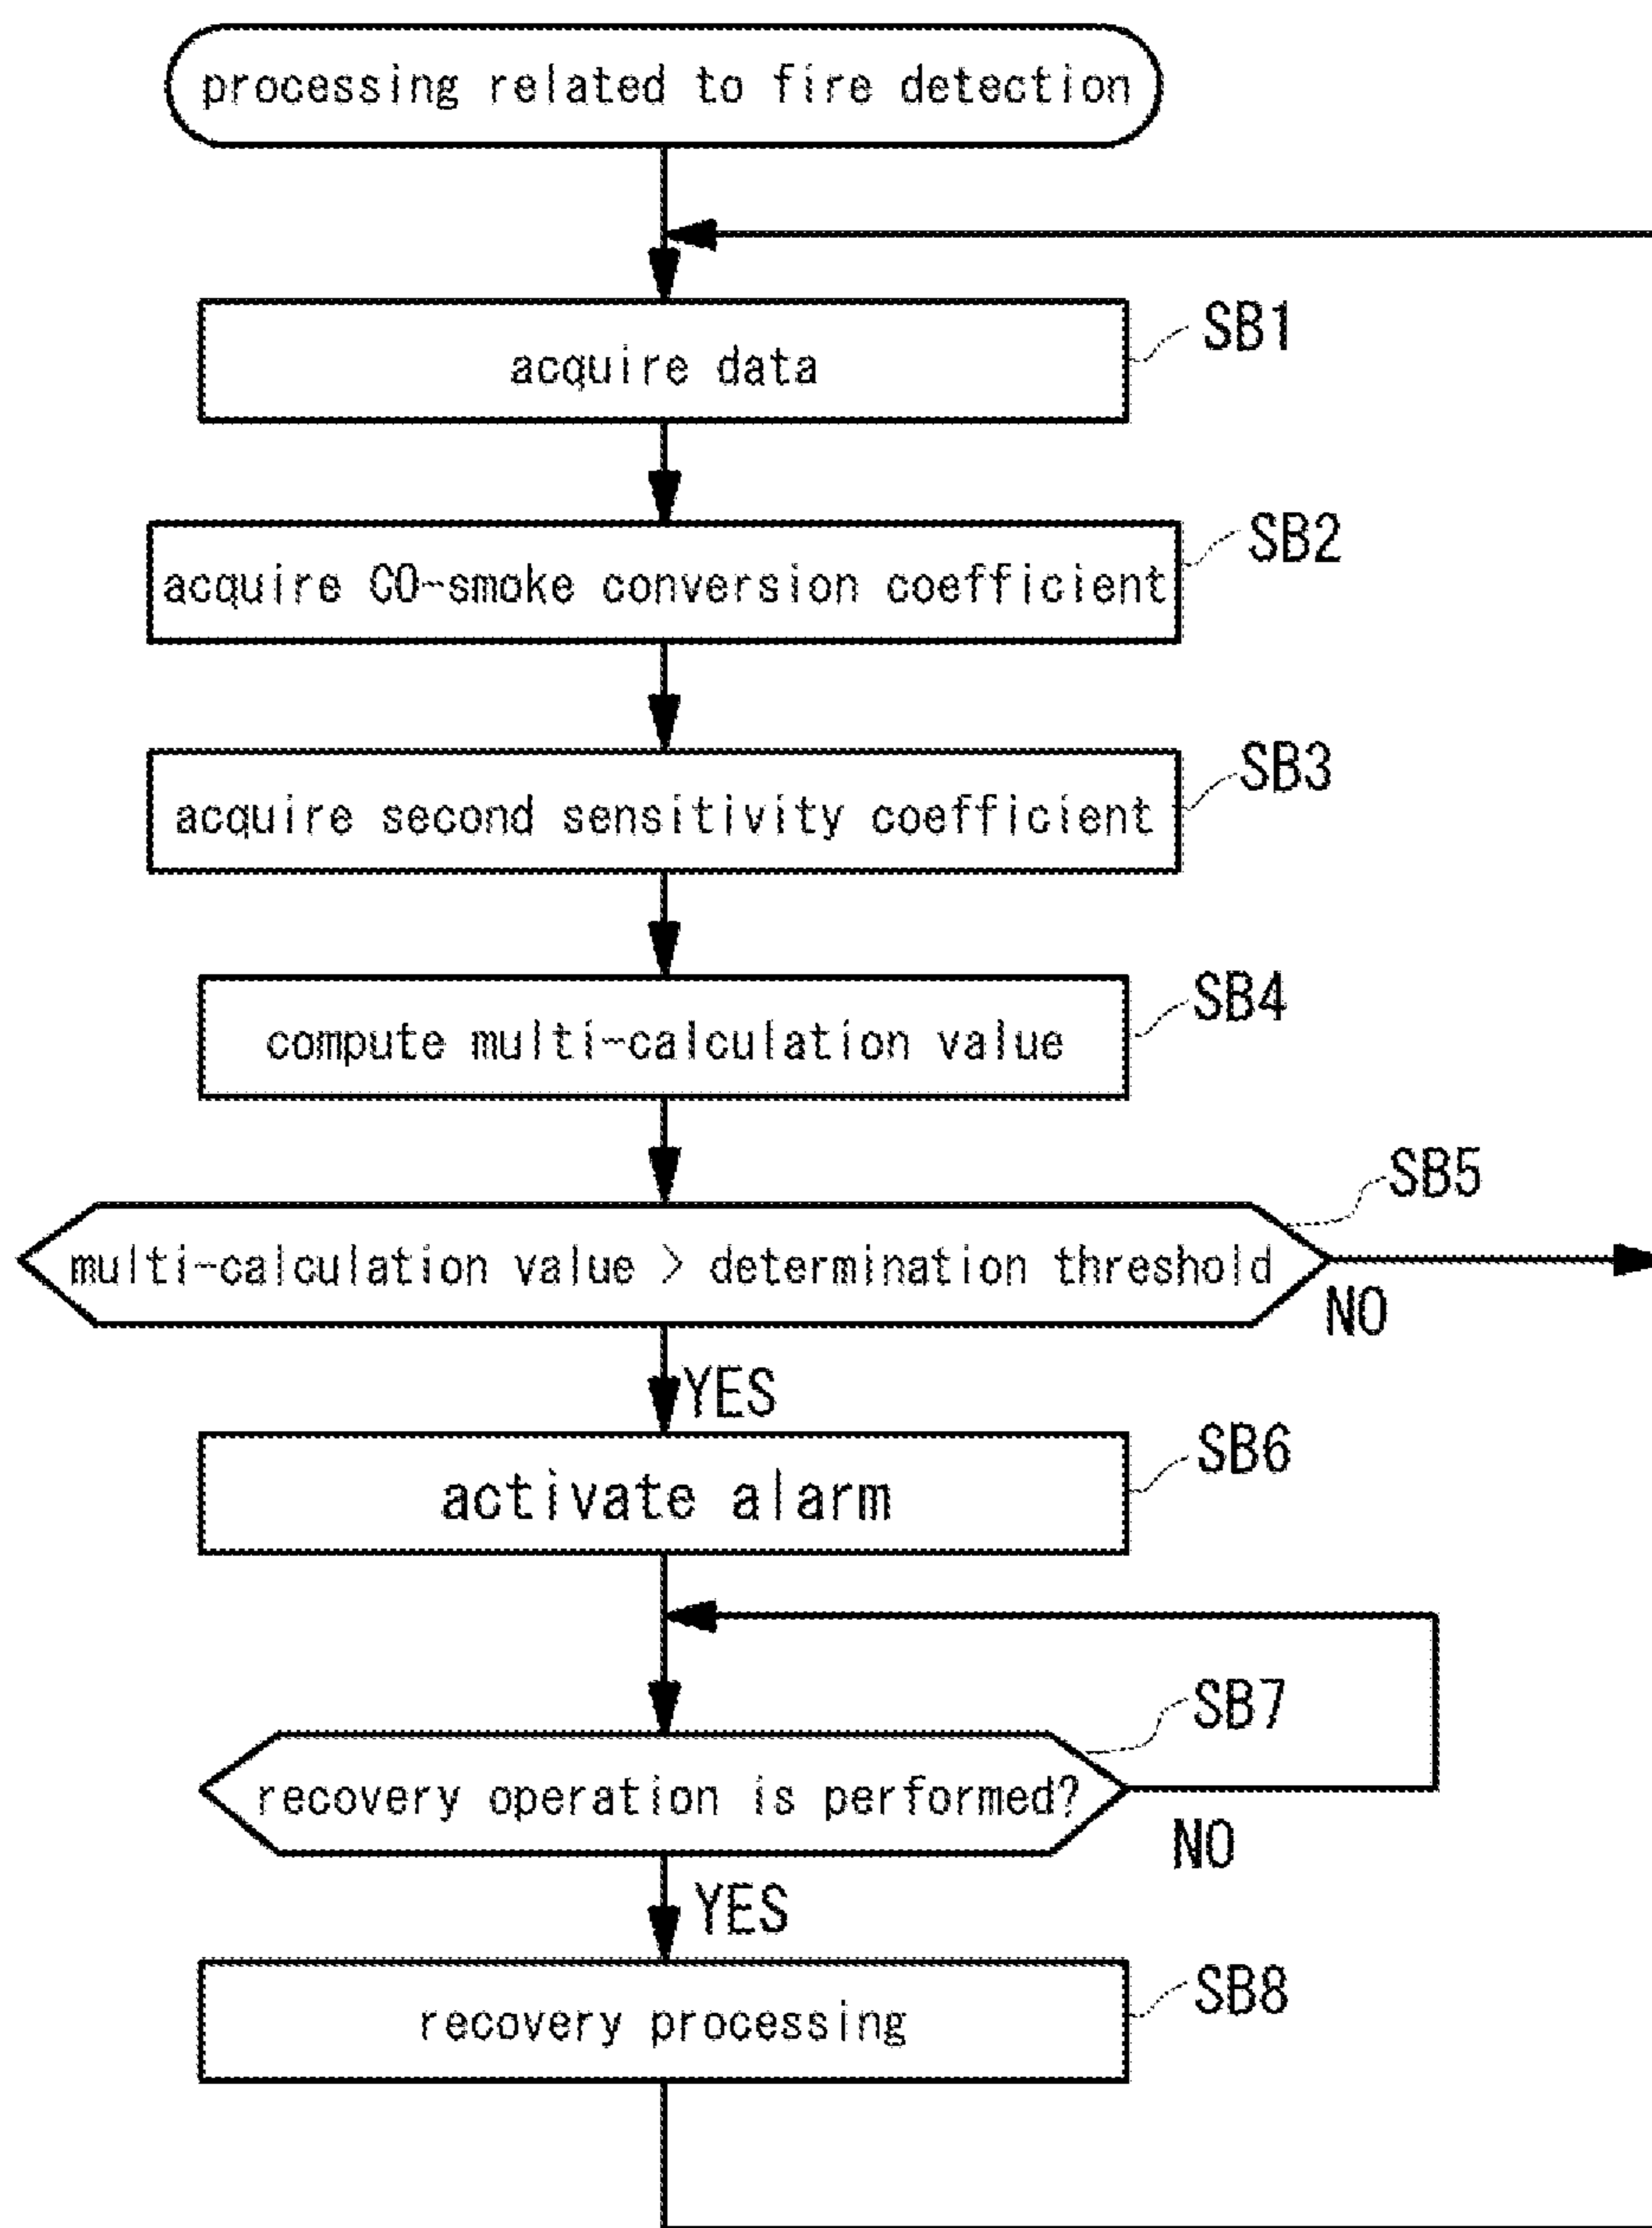 processing related to fire detection
SB1
acquire data
SB2
acquire CO-smoke conversion coefficient
SB3
acquire second sensitivity coefficient
SB4
compute multi-calculation value
SB5
multi-calculation value > determination threshold
NO
YES
SB6
activate alarm
SB7
recovery operation is performed?
NO
YES
SB8
recovery processing